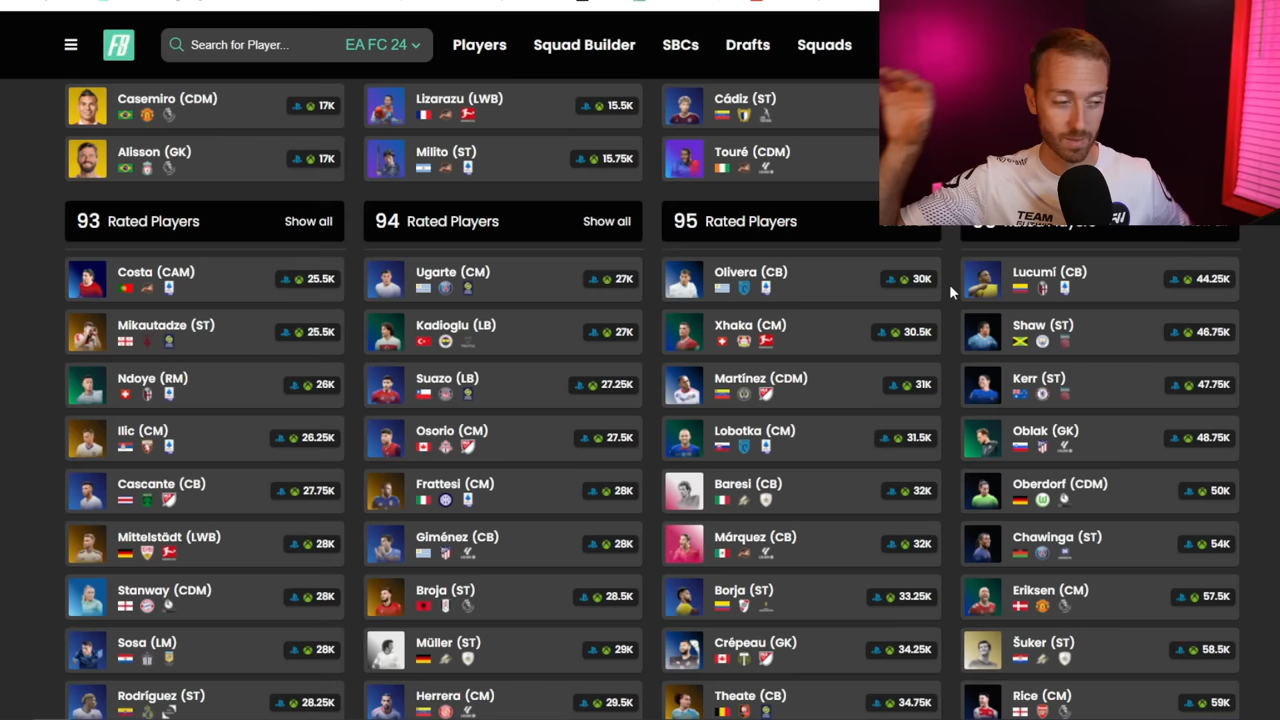 FB Search for Player... EA FC 24 Players Squad Builder SBCs Drafts Squads
Casemiro (CDM) 17K
Lizarazu (LWB) 15.5K
Cádiz (ST)
Alisson (GK) 17K
Milito (ST) 15.75K
Touré (CDM)
93 Rated Players Show all
94 Rated Players Show all
95 Rated Players
Costa (CAM) 25.5K
Ugarte (CM) 27K
Olivera (CB) 30K
Lucumí (CB) 44.25K
Mikautadze (ST) 25.5K
Kadioglu (LB) 27K
Xhaka (CM) 30.5K
Shaw (ST) 46.75K
Ndoye (RM) 26K
Suazo (LB) 27.25K
Martínez (CDM) 31K
Kerr (ST) 47.75K
Ilic (CM) 26.25K
Osorio (CM) 27.5K
Lobotka (CM) 31.5K
Oblak (GK) 48.75K
Cascante (CB) 27.75K
Frattesi (CM) 28K
Baresi (CB) 32K
Oberdorf (CDM) 50K
Mittelstädt (LWB) 28K
Giménez (CB) 28K
Márquez (CB) 32K
Chawinga (ST) 54K
Stanway (CDM) 28K
Broja (ST) 28.5K
Borja (ST) 33.25K
Eriksen (CM) 57.5K
Sosa (LM) 28K
Müller (ST) 29K
Crépeau (GK) 34.25K
Šuker (ST) 58.5K
Rodríguez (ST) 28.25K
Herrera (CM) 29.5K
Theate (CB) 34.75K
Rice (CM) 59K
TEAM